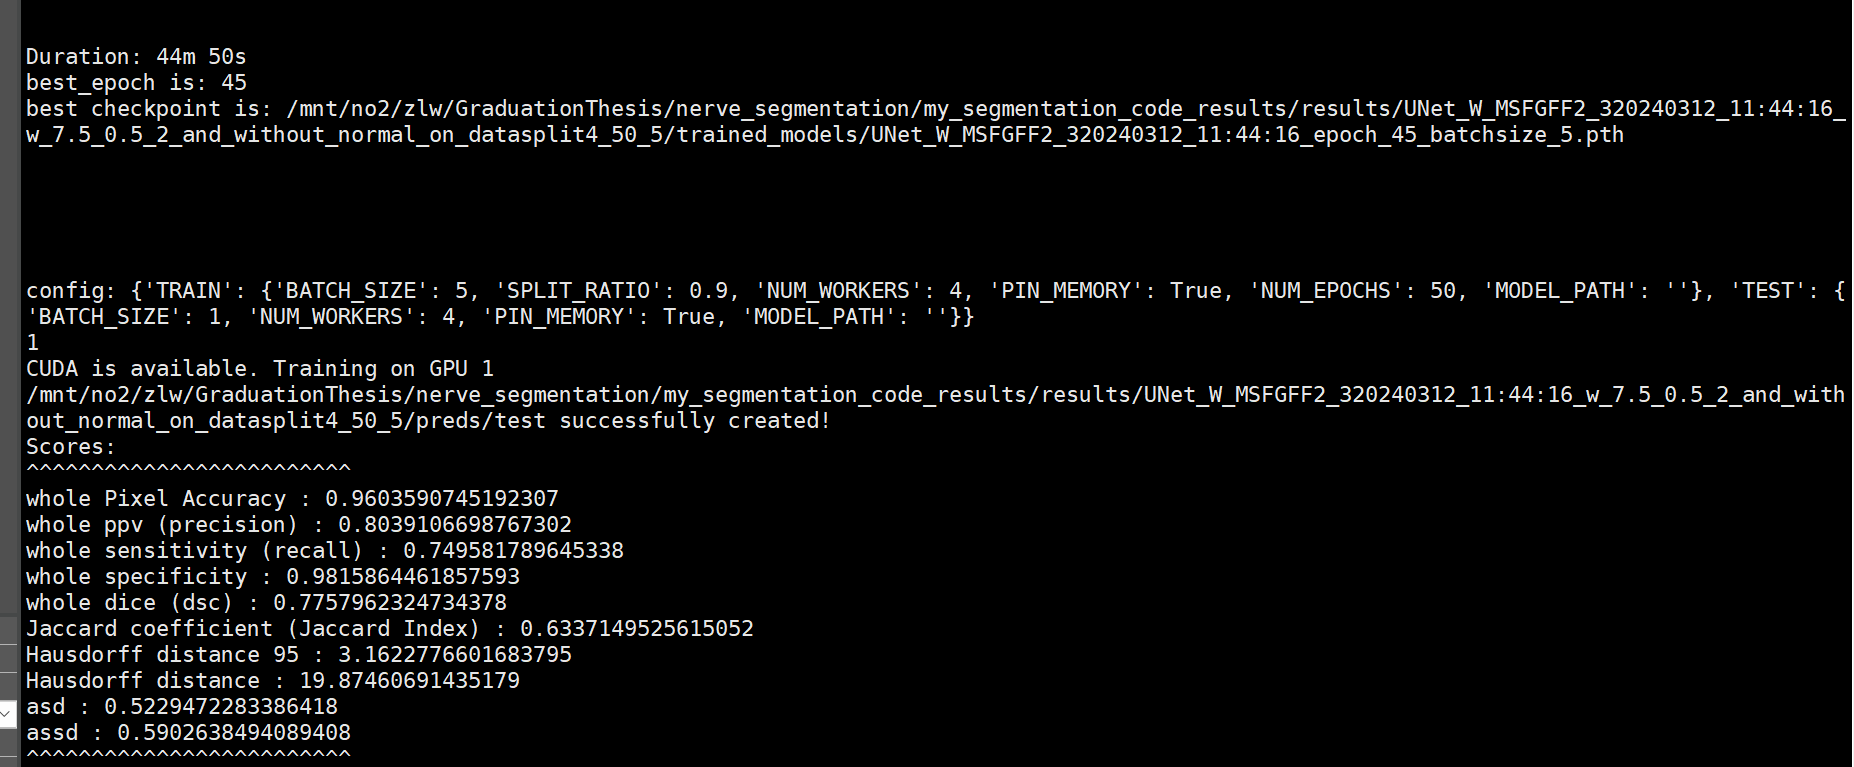 Duration: 44m 50s
best_epoch is: 45
best checkpoint is: /mnt/no2/zlw/GraduationThesis/nerve_segmentation/my_segmentation_code_results/results/UNet_W_MSFGFF2_320240312_11:44:16_
w_7.5_0.5_2_and_without_normal_on_datasplit4_50_5/trained_models/UNet_W_MSFGFF2_320240312_11:44:16_epoch_45_batchsize_5.pth
config: {'TRAIN': {'BATCH_SIZE': 5, 'SPLIT_RATIO': 0.9, 'NUM_WORKERS': 4, 'PIN_MEMORY': True, 'NUM_EPOCHS': 50, 'MODEL_PATH': ''}, 'TEST': {
'BATCH_SIZE': 1, 'NUM_WORKERS': 4, 'PIN_MEMORY': True, 'MODEL_PATH': ''}}
1
CUDA is available. Training on GPU 1
/mnt/no2/zlw/GraduationThesis/nerve_segmentation/my_segmentation_code_results/results/UNet_W_MSFGFF2_320240312_11:44:16_w_7.5_0.5_2_and_with
out_normal_on_datasplit4_50_5/preds/test successfully created!
Scores:
^^^^^^^^^^^^^^^^^^^^^^^^^
whole Pixel Accuracy : 0.9603590745192307
whole ppv (precision) : 0.8039106698767302
whole sensitivity (recall) : 0.749581789645338
whole specificity : 0.9815864461857593
whole dice (dsc) : 0.7757962324734378
Jaccard coefficient (Jaccard Index) : 0.6337149525615052
Hausdorff distance 95 : 3.1622776601683795
Hausdorff distance : 19.87460691435179
asd : 0.5229472283386418
assd : 0.5902638494089408
^^^^^^^^^^^^^^^^^^^^^^^^^